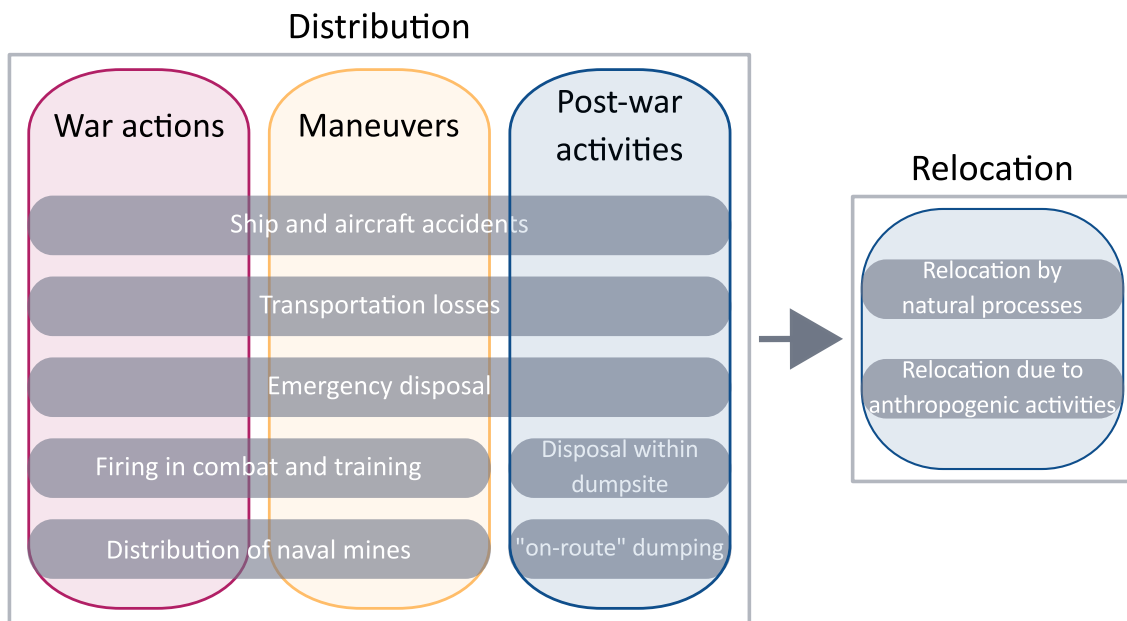 Distribution
War actions
Maneuvers
Post-war
activities
Ship and aircraft accidents
Transportation losses
Emergency disposal
Firing in combat and training
Disposal within
dumpsite
Distribution of naval mines
"on-route" dumping
Relocation
Relocation by
natural processes
Relocation due to
anthropogenic activities